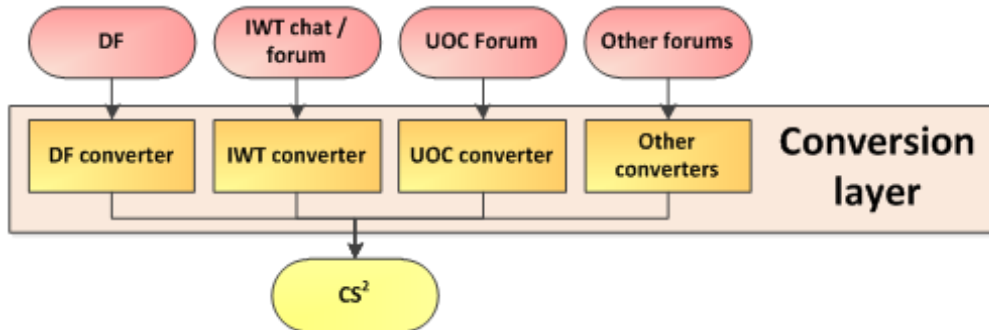 DF
IWT chat /
forum
UOC Forum
Other forums
DF converter
IWT converter
UOC converter
Other
converters
Conversion
layer
CS²